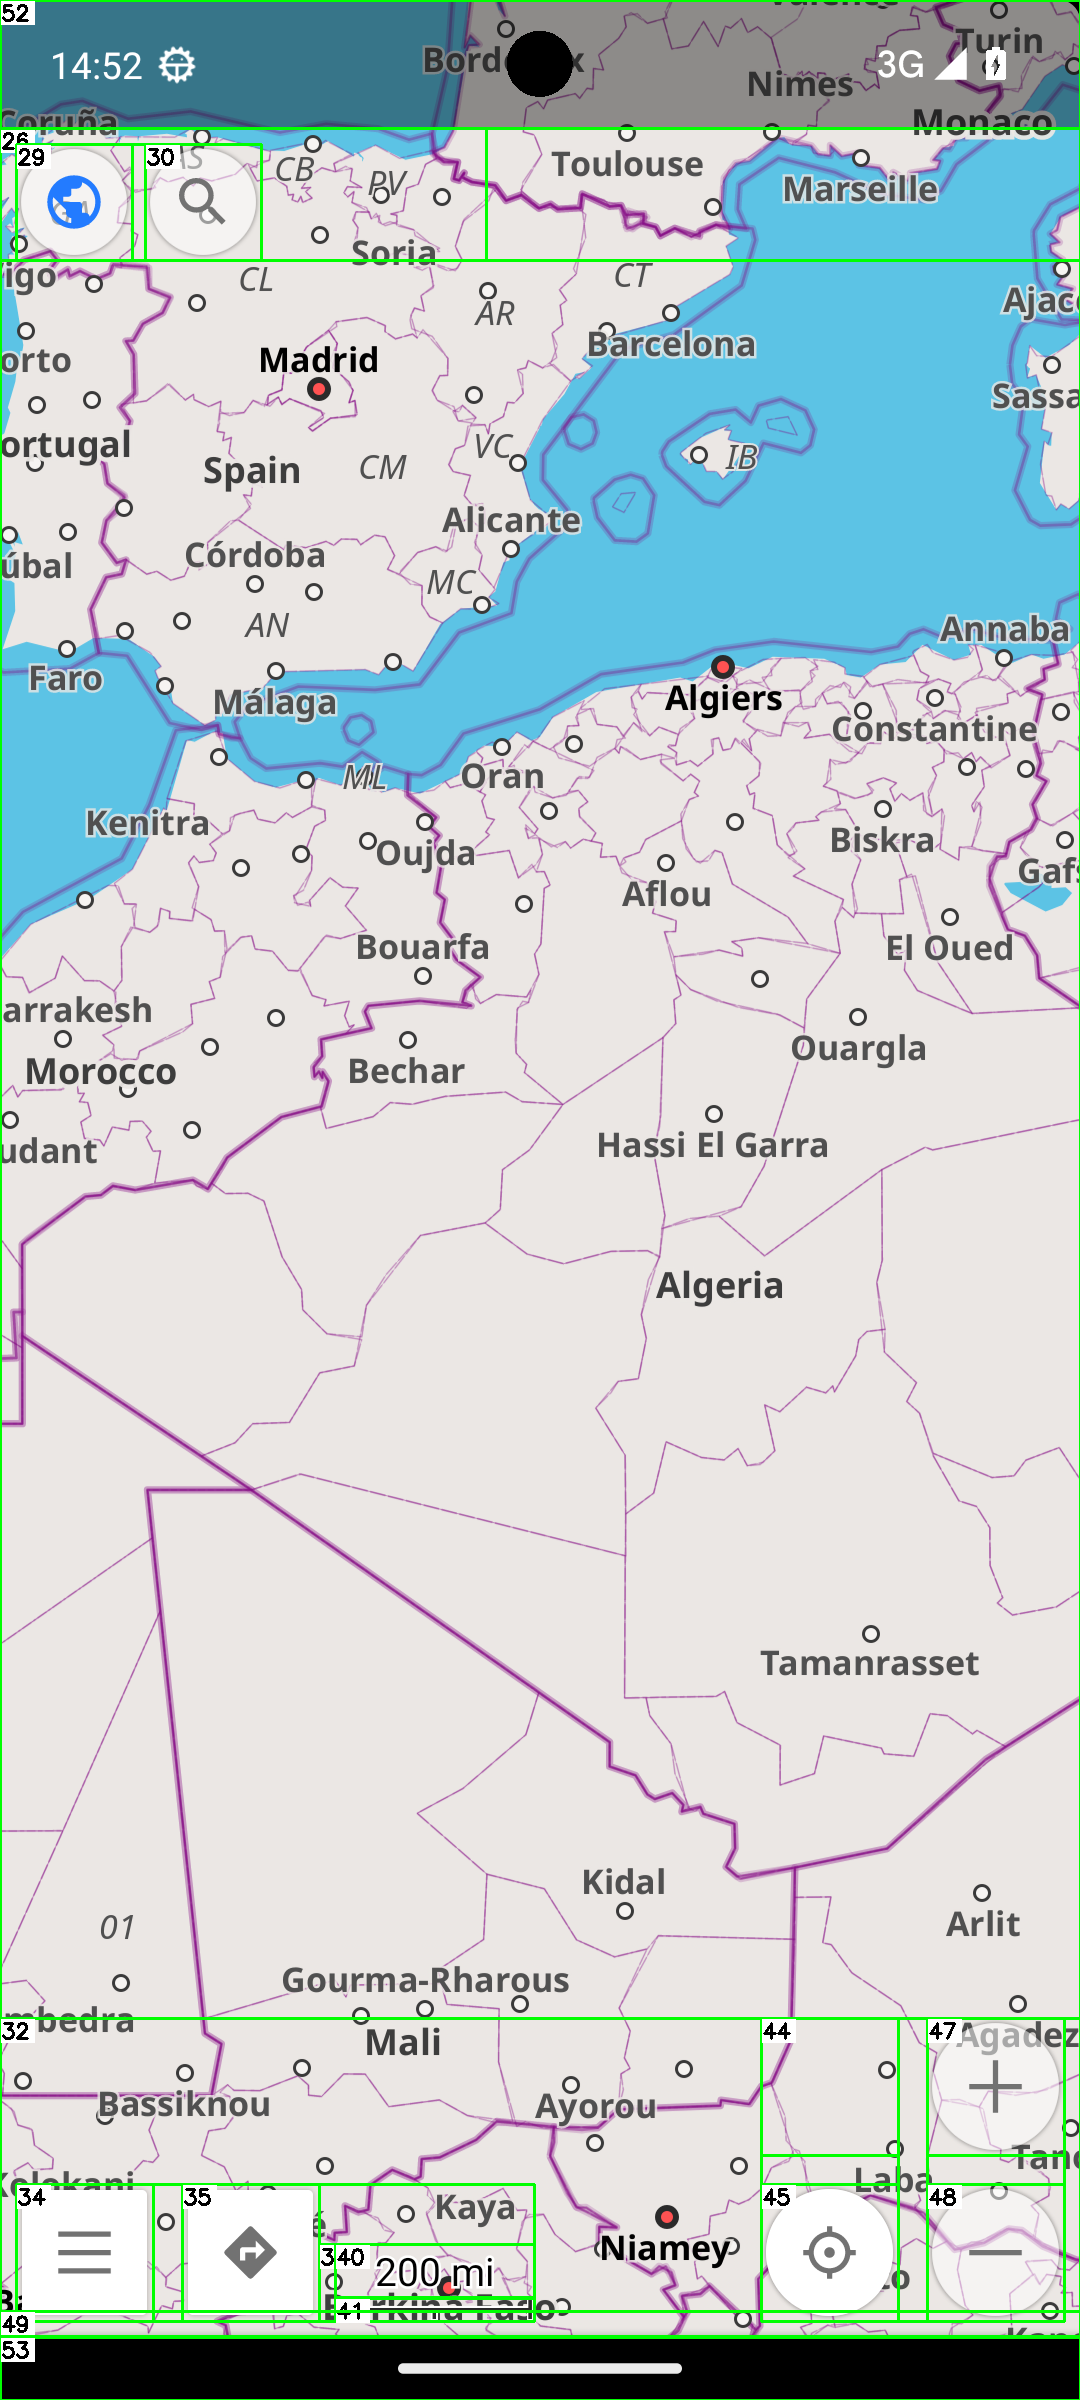 52
14:52
3G
Turin
Nimes
Coruña
Monaco
26
29
30
CB
PV
Toulouse
Marseille
Soria
igo
CL
CT
AR
Ajac
Barcelona
orto
Madrid
Sassa
ortugal
Spain
CM
VC
IB
Alicante
Córdoba
úbal
MC
AN
Annaba
Faro
Málaga
Algiers
Constantine
ML
Oran
Kenitra
Oujda
Biskra
Gafs
Aflou
Bouarfa
El Oued
arrakesh
Ouargla
Morocco
Bechar
Hassi El Garra
udant
Algeria
Tamanrasset
Kidal
01
Arlit
Gourma-Rharous
mbedra
32
44
47
Agadez
Mali
Bassiknou
Ayorou
Kolokani
Laba
34
35
45
48
Kaya
Niamey
340
200 mi
41
49
53